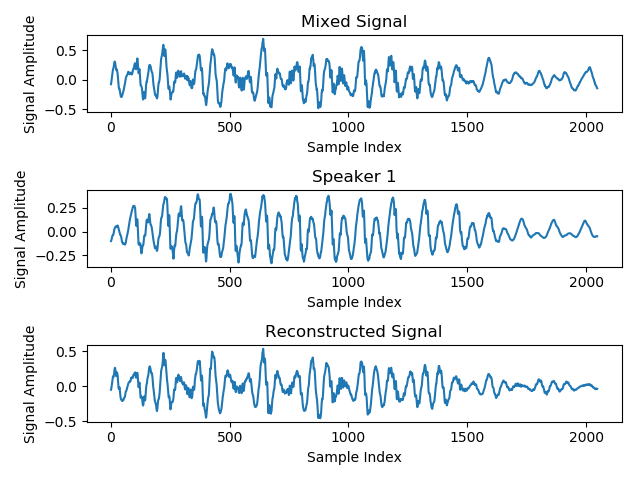 Mixed Signal
Signal Amplitude
0.5
0.0
−0.5
0 500 1000 1500 2000
Sample Index
Speaker 1
Signal Amplitude
0.25
0.00
−0.25
0 500 1000 1500 2000
Sample Index
Reconstructed Signal
Signal Amplitude
0.5
0.0
−0.5
0 500 1000 1500 2000
Sample Index